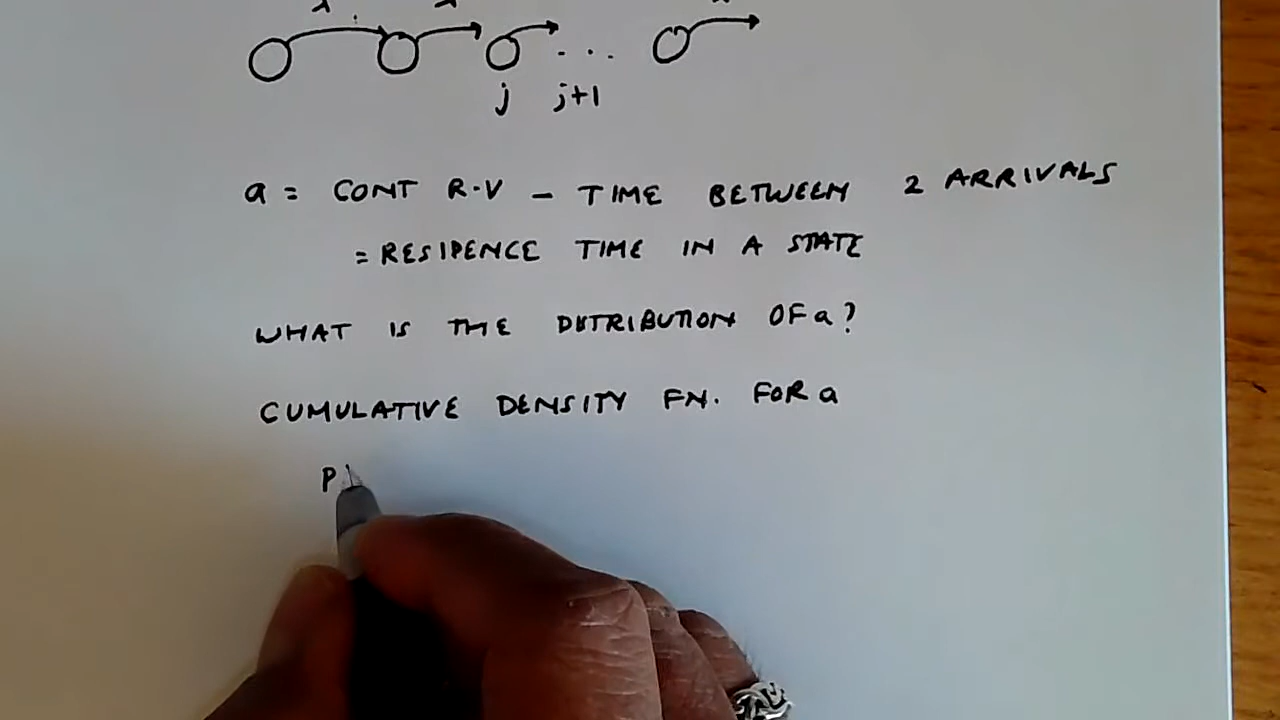 λ λ λ
j j+1
a = CONT R.V - TIME BETWEEN 2 ARRIVALS
= RESIDENCE TIME IN A STATE
WHAT IS THE DISTRIBUTION OF a?
CUMULATIVE DENSITY FN. FOR a
P